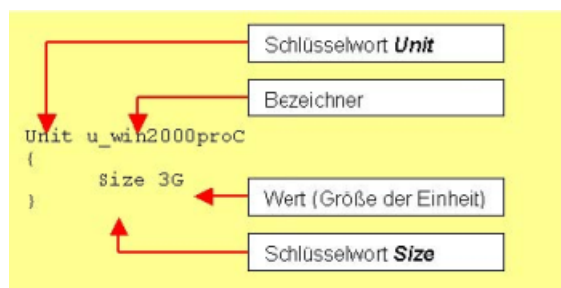 Schlüsselwort Unit
Bezeichner
Unit u_win2000proC
{
Size 3G
}
Wert (Größe der Einheit)
Schlüsselwort Size